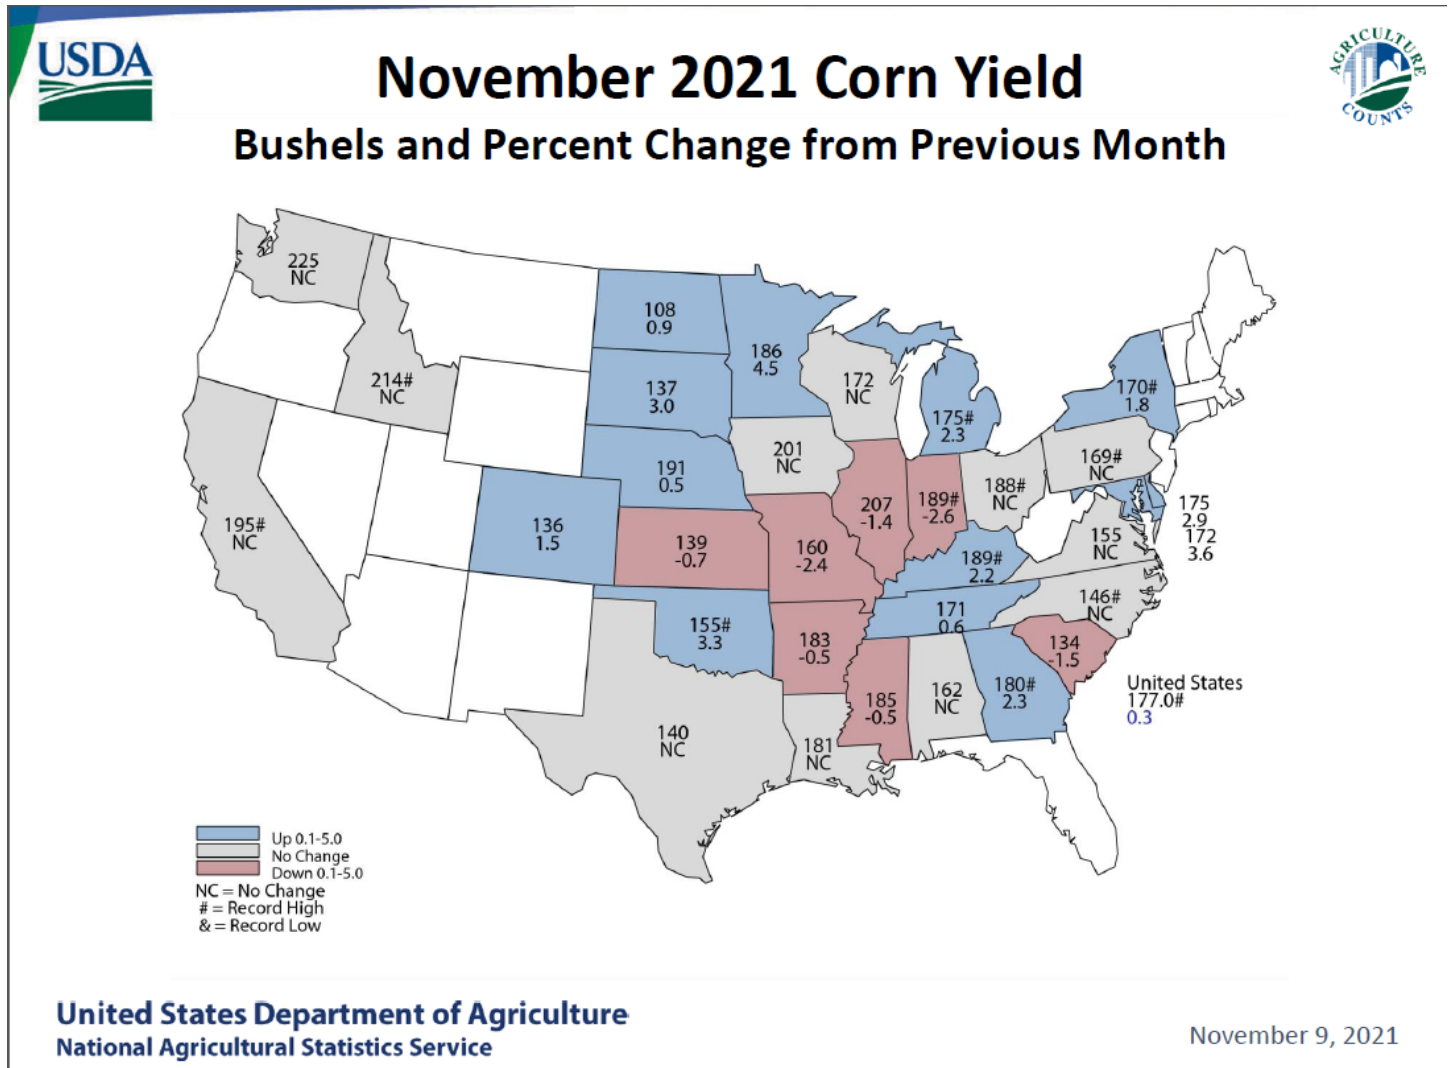 USDA
AGRICULTURE
COUNTS
November 2021 Corn Yield
Bushels and Percent Change from Previous Month
225
NC
108
0.9
186
4.5
214#
NC
172
NC
137
3.0
170#
1.8
175#
2.3
201
NC
191
0.5
169#
NC
188#
NC
189#
-2.6
207
-1.4
175
2.9
172
3.6
195#
NC
136
1.5
139
-0.7
160
-2.4
155
NC
189#
2.2
146#
NC
171
0.6
155#
3.3
183
-0.5
134
-1.5
180#
2.3
162
NC
185
-0.5
United States
177.0#
0.3
140
NC
181
NC
Up 0.1-5.0
No Change
Down 0.1-5.0
NC = No Change
# = Record High
& = Record Low
United States Department of Agriculture
National Agricultural Statistics Service
November 9, 2021